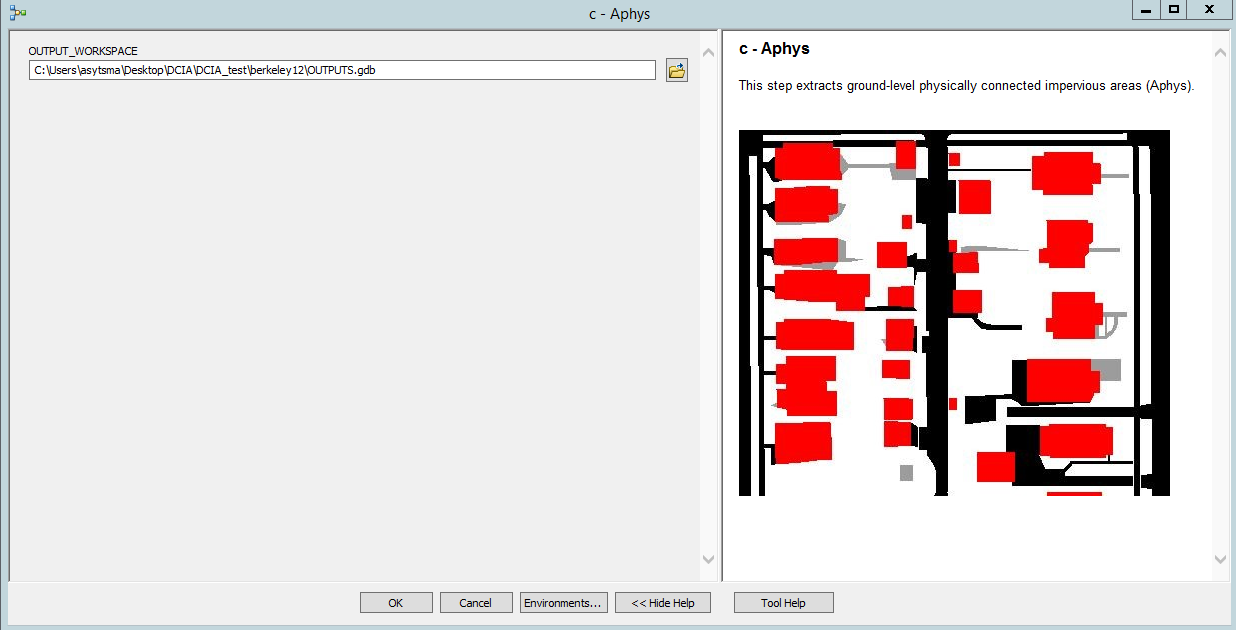 c - Aphys
OUTPUT_WORKSPACE
C:\Users\asytsma\Desktop\DCIA\DCIA_test\berkeley12\OUTPUTS.gdb
c - Aphys
This step extracts ground-level physically connected impervious areas (Aphys).
OK
Cancel
Environments...
<< Hide Help
Tool Help